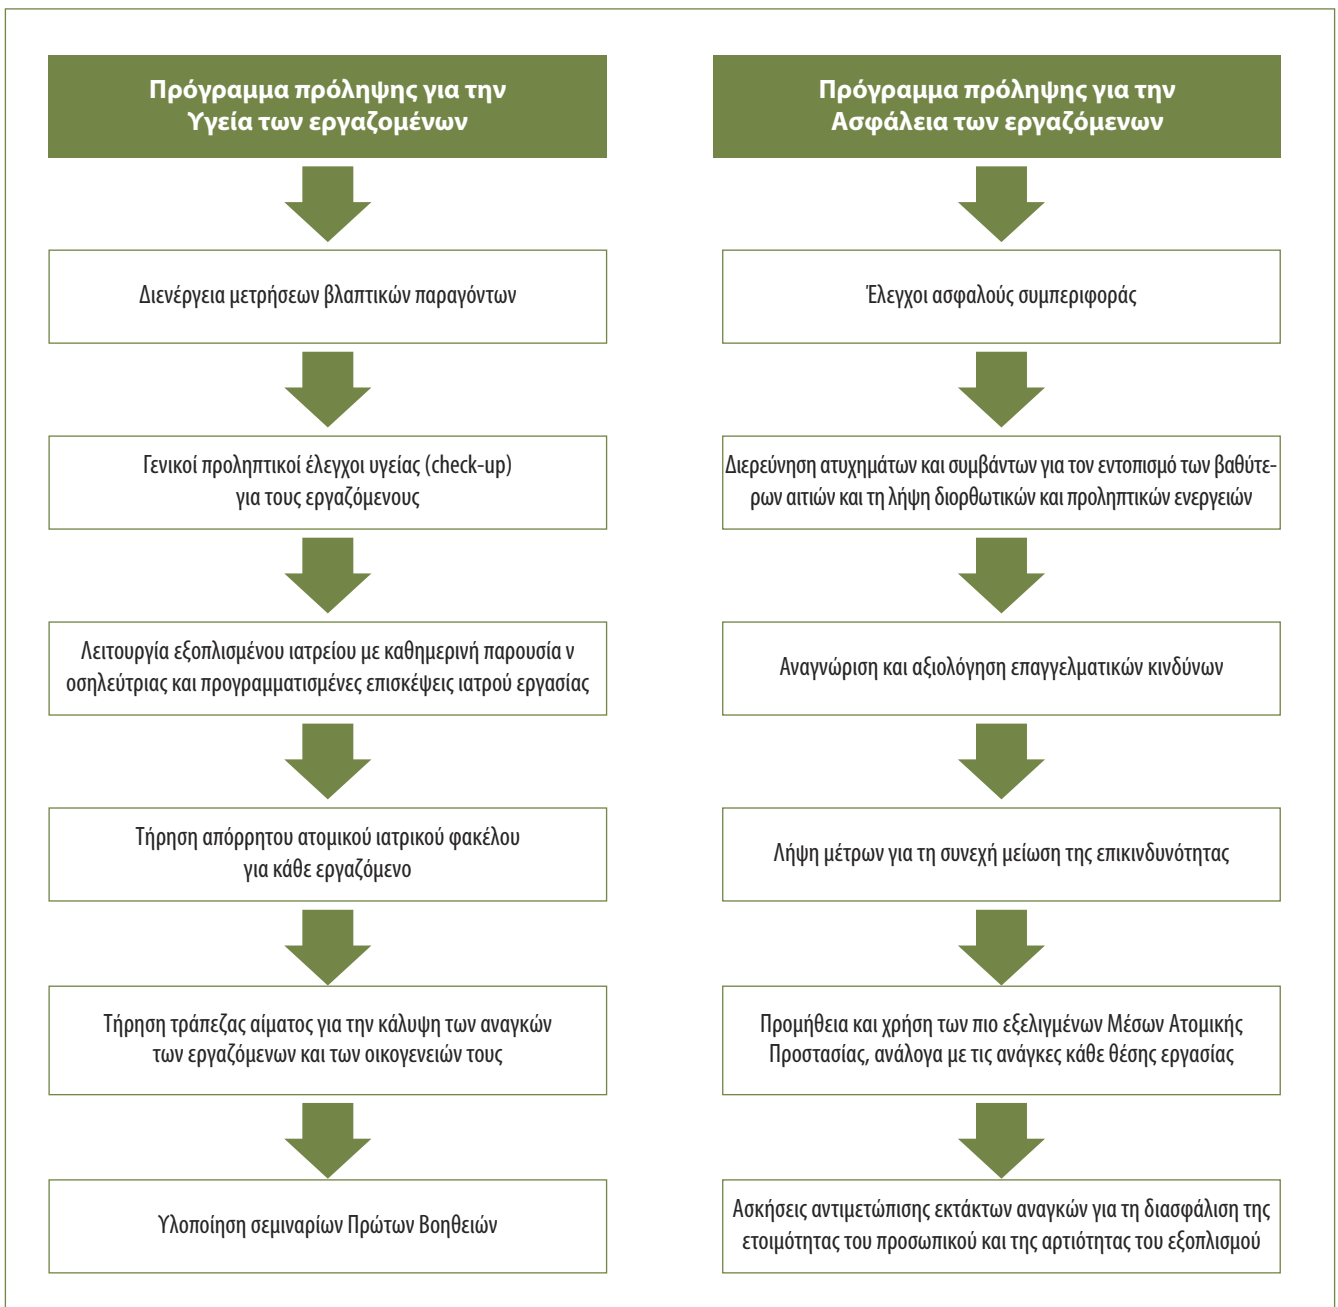 Πρόγραμμα πρόληψης για την
Υγεία των εργαζομένων
Διενέργεια μετρήσεων βλαπτικών παραγόντων
Γενικοί προληπτικοί έλεγχοι υγείας (check-up)
για τους εργαζόμενους
Λειτουργία εξοπλισμένου ιατρείου με καθημερινή παρουσία ν
οσηλεύτριας και προγραμματισμένες επισκέψεις ιατρού εργασίας
Τήρηση απόρρητου ατομικού ιατρικού φακέλου
για κάθε εργαζόμενο
Τήρηση τράπεζας αίματος για την κάλυψη των αναγκών
των εργαζόμενων και των οικογενειών τους
Υλοποίηση σεμιναρίων Πρώτων Βοηθειών
Πρόγραμμα πρόληψης για την
Ασφάλεια των εργαζόμενων
Έλεγχοι ασφαλούς συμπεριφοράς
Διερεύνηση ατυχημάτων και συμβάντων για τον εντοπισμό των βαθύτε-
ρων αιτιών και τη λήψη διορθωτικών και προληπτικών ενεργειών
Αναγνώριση και αξιολόγηση επαγγελματικών κινδύνων
Λήψη μέτρων για τη συνεχή μείωση της επικινδυνότητας
Προμήθεια και χρήση των πιο εξελιγμένων Μέσων Ατομικής
Προστασίας, ανάλογα με τις ανάγκες κάθε θέσης εργασίας
Ασκήσεις αντιμετώπισης εκτάκτων αναγκών για τη διασφάλιση της
ετοιμότητας του προσωπικού και της αρτιότητας του εξοπλισμού